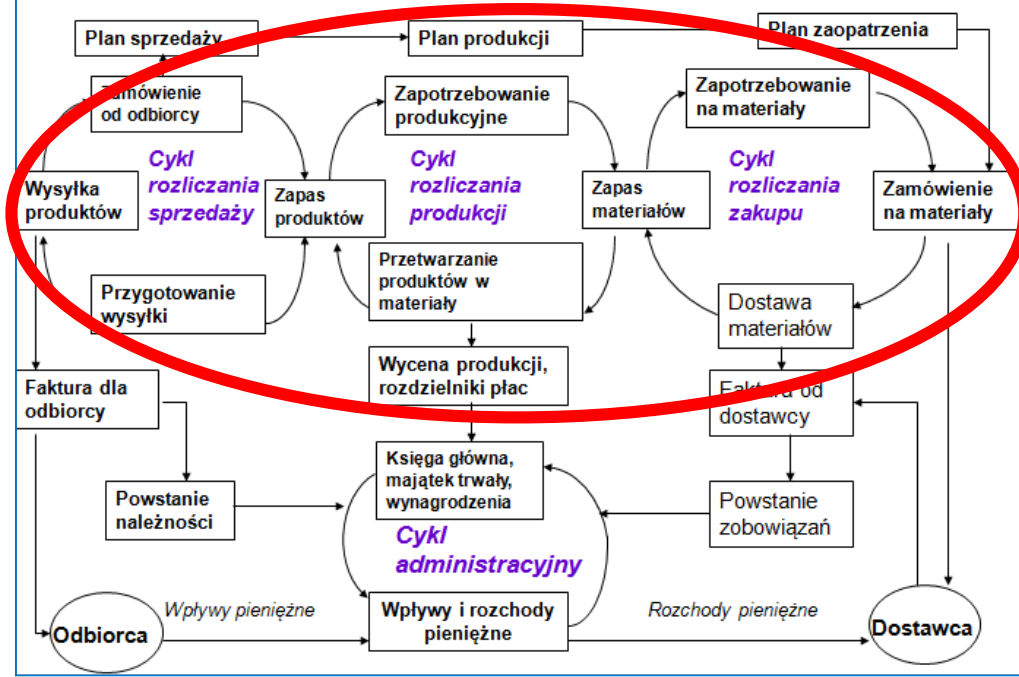 Plan sprzedaży
Plan produkcji
Plan zaopatrzenia
Zamówienie
od odbiorcy
Zapotrzebowanie
produkcyjne
Zapotrzebowanie
na materiały
Cykl
rozliczania
sprzedaży
Cykl
rozliczania
produkcji
Cykl
rozliczania
zakupu
Wysyłka
produktów
Zapas
produktów
Zapas
materiałów
Zamówienie
na materiały
Przygotowanie
wysyłki
Przetwarzanie
produktów w
materiały
Dostawa
materiałów
Wycena produkcji,
rozdzielniki płac
Faktura dla
odbiorcy
Faktura od
dostawcy
Księga główna,
majątek trwały,
wynagrodzenia
Powstanie
należności
Powstanie
zobowiązań
Cykl
administracyjny
Wpływy pieniężne
Wpływy i rozchody
pieniężne
Rozchody pieniężne
Odbiorca
Dostawca